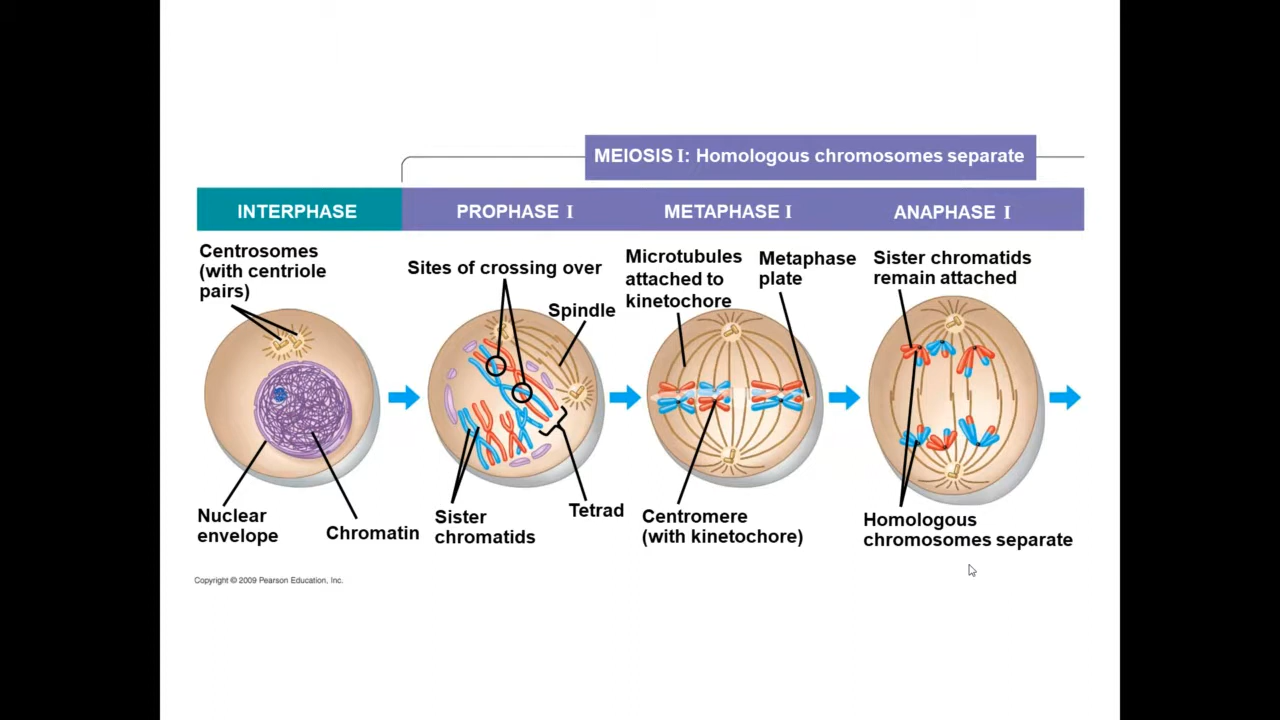 MEIOSIS I: Homologous chromosomes separate
INTERPHASE
PROPHASE I
METAPHASE I
ANAPHASE I
Centrosomes
(with centriole
pairs)
Nuclear
envelope
Chromatin
Sites of crossing over
Spindle
Sister
chromatids
Tetrad
Microtubules
attached to
kinetochore
Metaphase
plate
Centromere
(with kinetochore)
Sister chromatids
remain attached
Homologous
chromosomes separate
Copyright © 2009 Pearson Education, Inc.